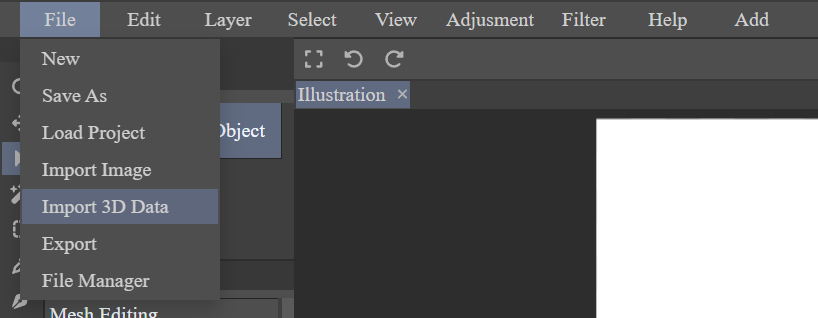 File Edit Layer Select View Adjusment Filter Help Add
New
Save As
Illustration ×
Load Project
Object
Import Image
Import 3D Data
Export
File Manager
Mesh Editing